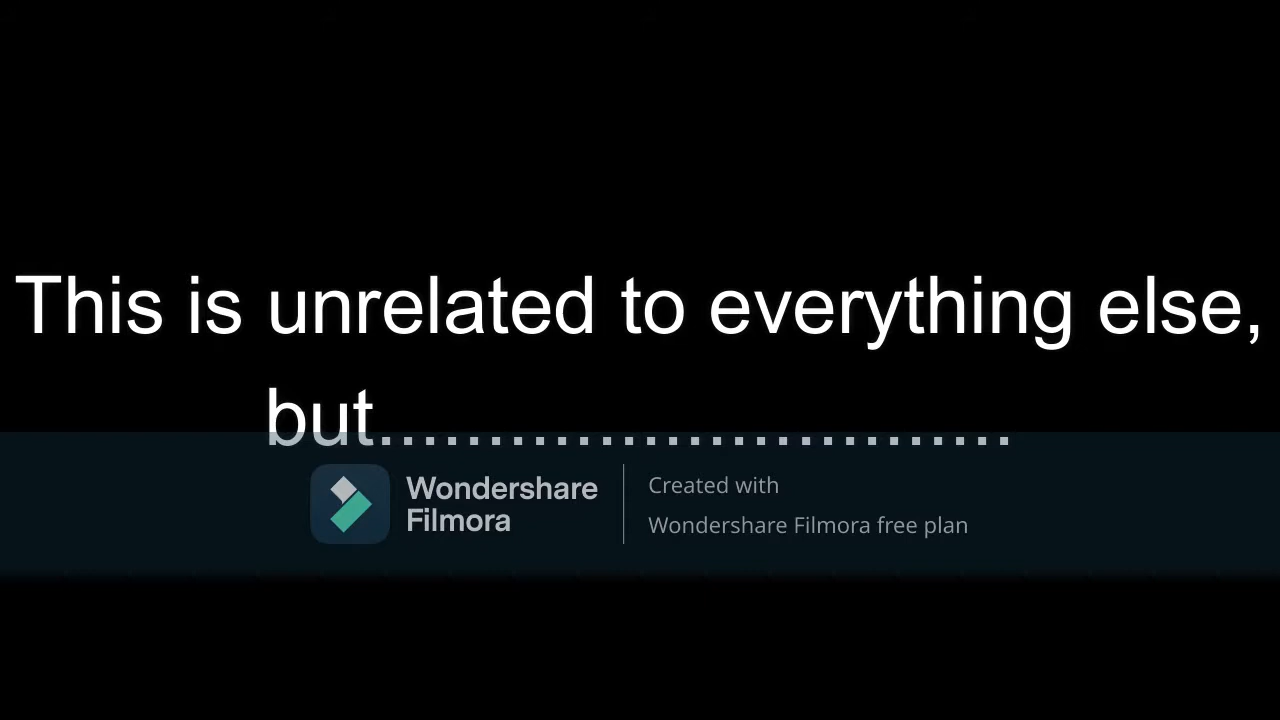 This is unrelated to everything else,
but.............................
Wondershare
Filmora
Created with
Wondershare Filmora free plan